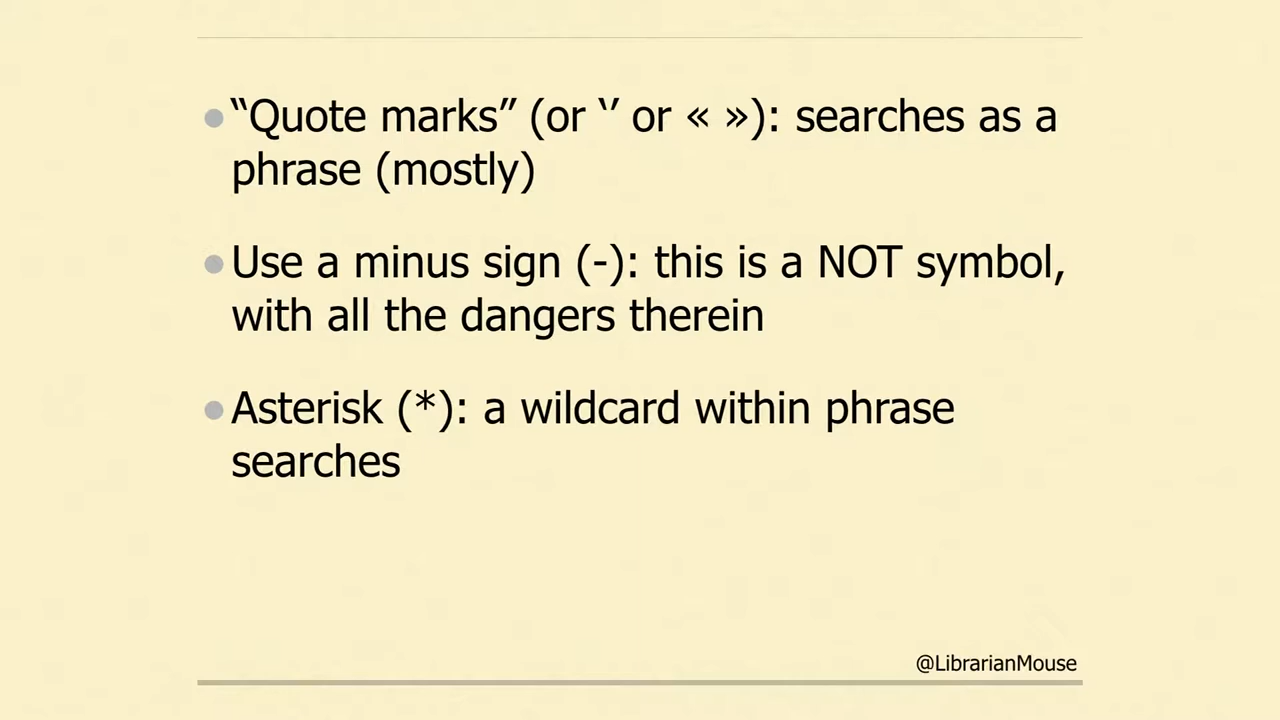 ● “Quote marks” (or ‘’ or « »): searches as a
phrase (mostly)
● Use a minus sign (-): this is a NOT symbol,
with all the dangers therein
● Asterisk (*): a wildcard within phrase
searches
@LibrarianMouse